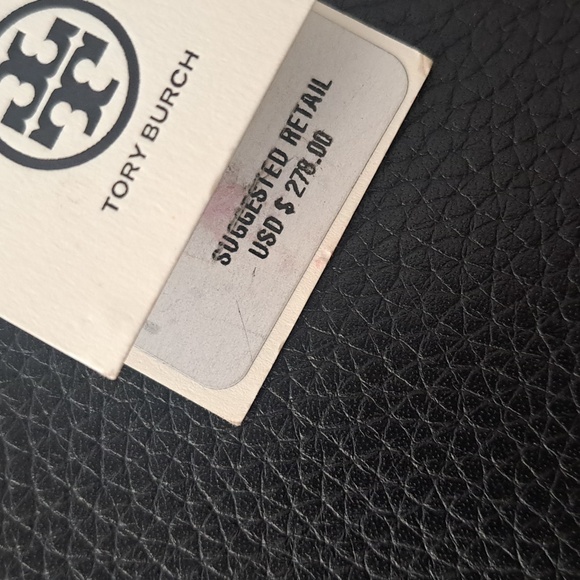 TORY BURCH
SUGGESTED RETAIL
USD $ 278.00